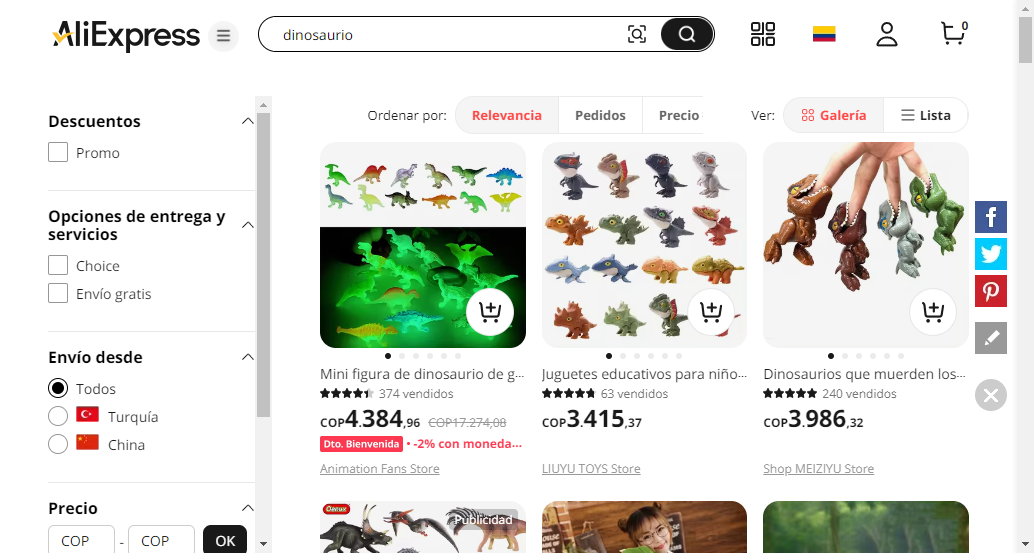 AliExpress
dinosaurio
0
Descuentos
Promo
Opciones de entrega y
servicios
Choice
Envío gratis
Envío desde
Todos
Turquía
China
Precio
COP - COP OK
Ordenar por: Relevancia Pedidos Precio
Ver: Galería Lista
Mini figura de dinosaurio de g...
374 vendidos
COP4.384,96 COP17.274,08
Dto. Bienvenida • -2% con moneda...
Animation Fans Store
Juguetes educativos para niño...
63 vendidos
COP3.415,37
LIUYU TOYS Store
Dinosaurios que muerden los...
240 vendidos
COP3.986,32
Shop MEIZIYU Store
Oenux
Publicidad